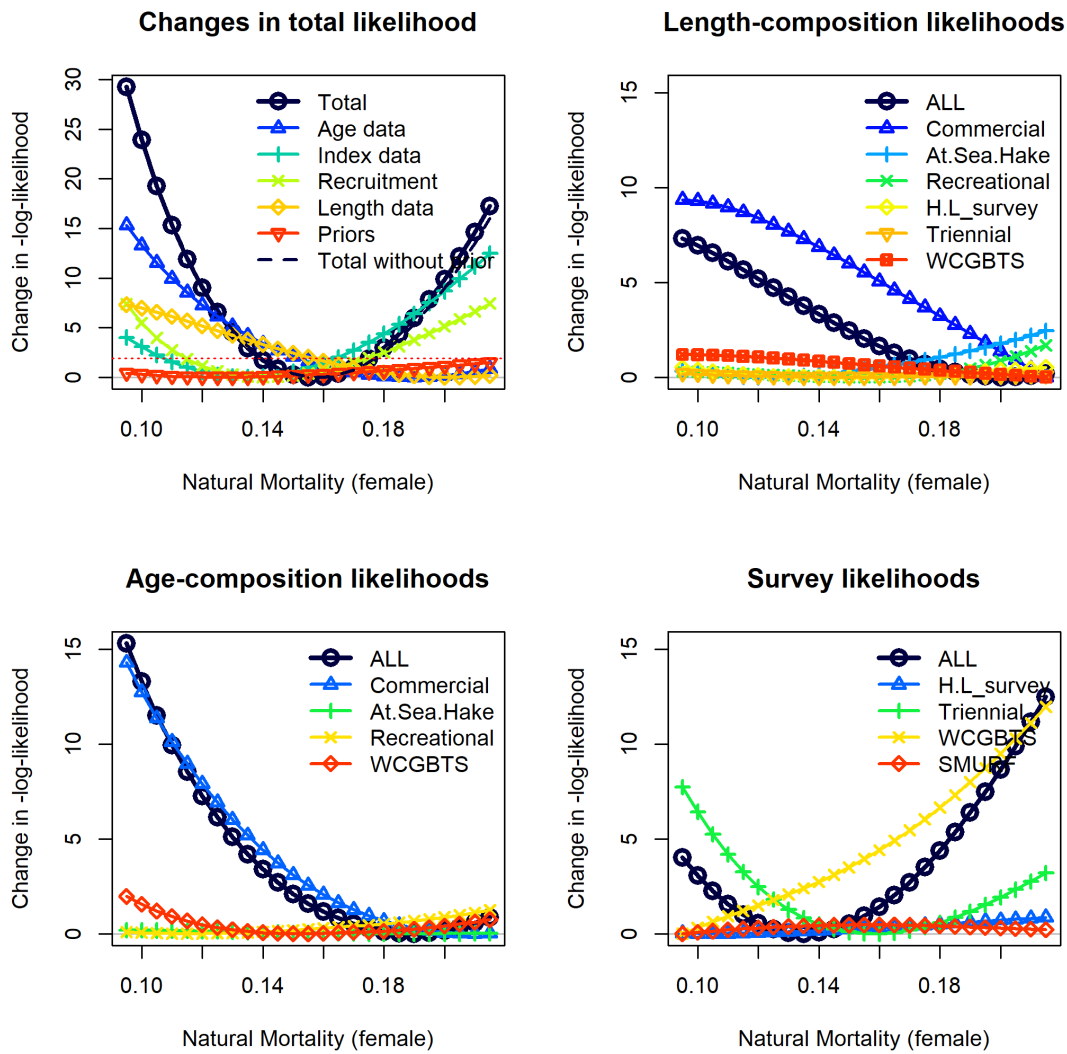 Changes in total likelihood
Change in -log-likelihood
30
25
20
15
10
5
0
Total
Age data
Index data
Recruitment
Length data
Priors
Total without prior
0.10 0.14 0.18
Natural Mortality (female)
Length-composition likelihoods
Change in -log-likelihood
15
10
5
0
ALL
Commercial
At.Sea.Hake
Recreational
H.L_survey
Triennial
WCGBTS
0.10 0.14 0.18
Natural Mortality (female)
Age-composition likelihoods
Change in -log-likelihood
15
10
5
0
ALL
Commercial
At.Sea.Hake
Recreational
WCGBTS
0.10 0.14 0.18
Natural Mortality (female)
Survey likelihoods
Change in -log-likelihood
15
10
5
0
ALL
H.L_survey
Triennial
WCGBTS
SMURF
0.10 0.14 0.18
Natural Mortality (female)